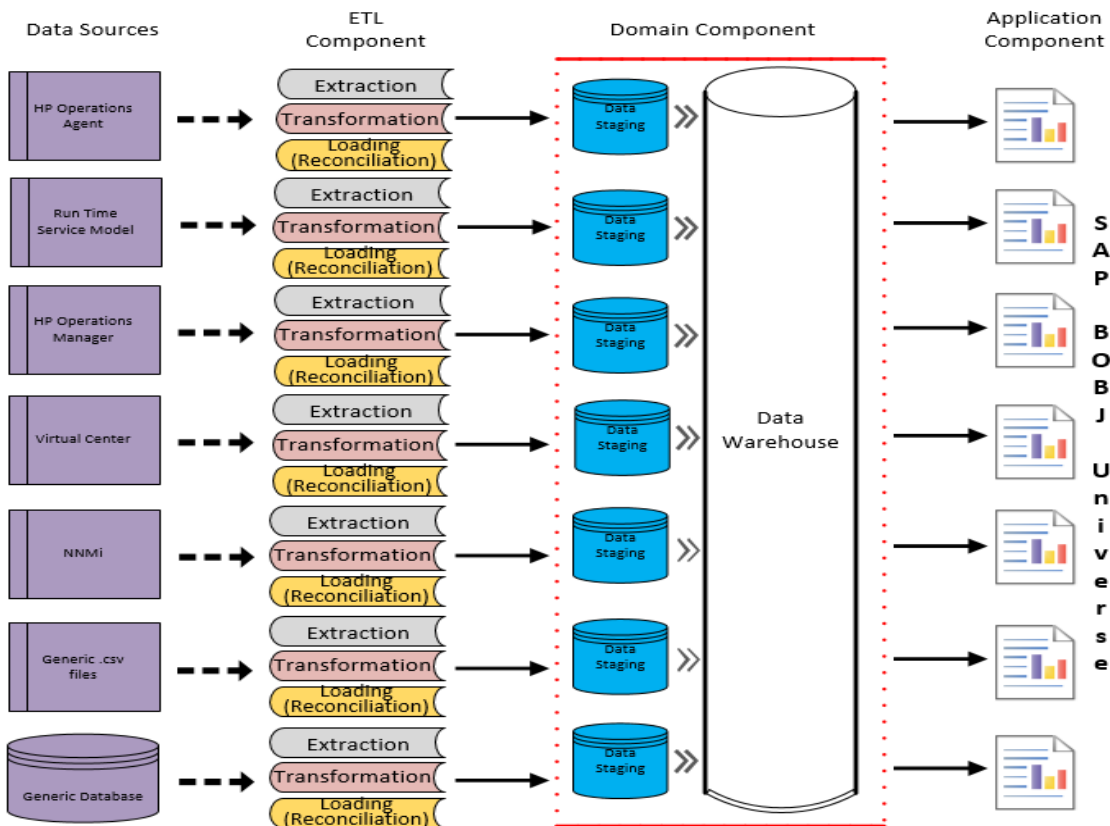 Data Sources
ETL
Component
Domain Component
Application
Component
HP Operations
Agent
Extraction
Transformation
Loading
(Reconciliation)
Data
Staging
Run Time
Service Model
Extraction
Transformation
Loading
(Reconciliation)
Data
Staging
HP Operations
Manager
Extraction
Transformation
Loading
(Reconciliation)
Data
Staging
Virtual Center
Extraction
Transformation
Loading
(Reconciliation)
Data
Staging
NNMi
Extraction
Transformation
Loading
(Reconciliation)
Data
Staging
Generic .csv
files
Extraction
Transformation
Loading
(Reconciliation)
Data
Staging
Generic Database
Extraction
Transformation
Loading
(Reconciliation)
Data
Staging
Data
Warehouse
SAP BOBJ Universe